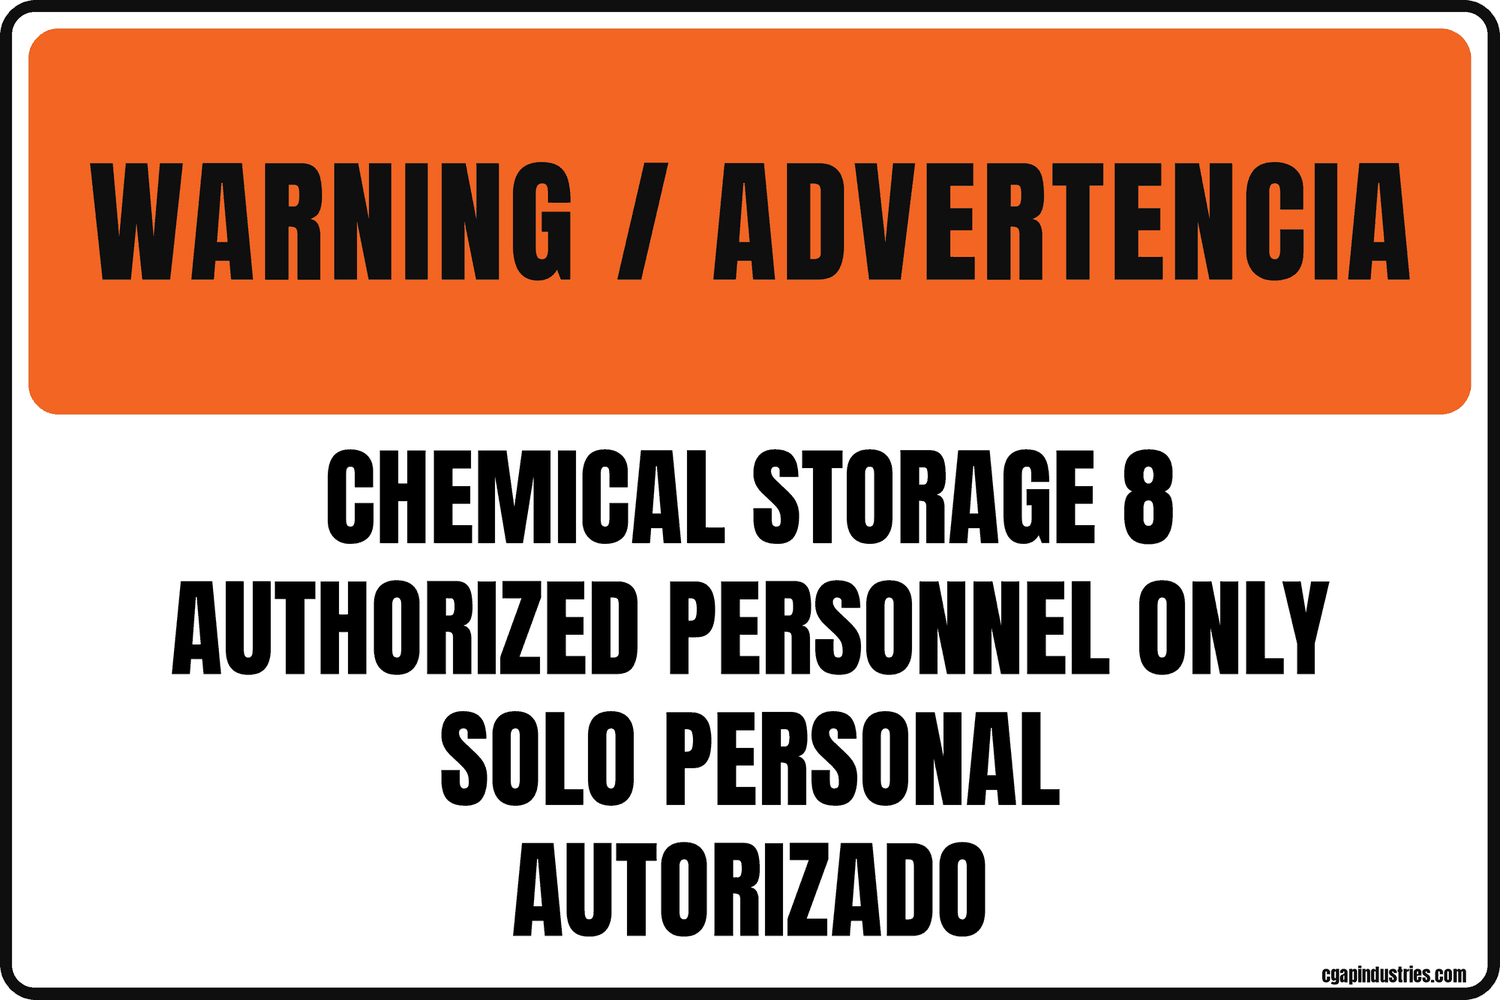 WARNING / ADVERTENCIA
CHEMICAL STORAGE 8
AUTHORIZED PERSONNEL ONLY
SOLO PERSONAL
AUTORIZADO
cgapindustries.com